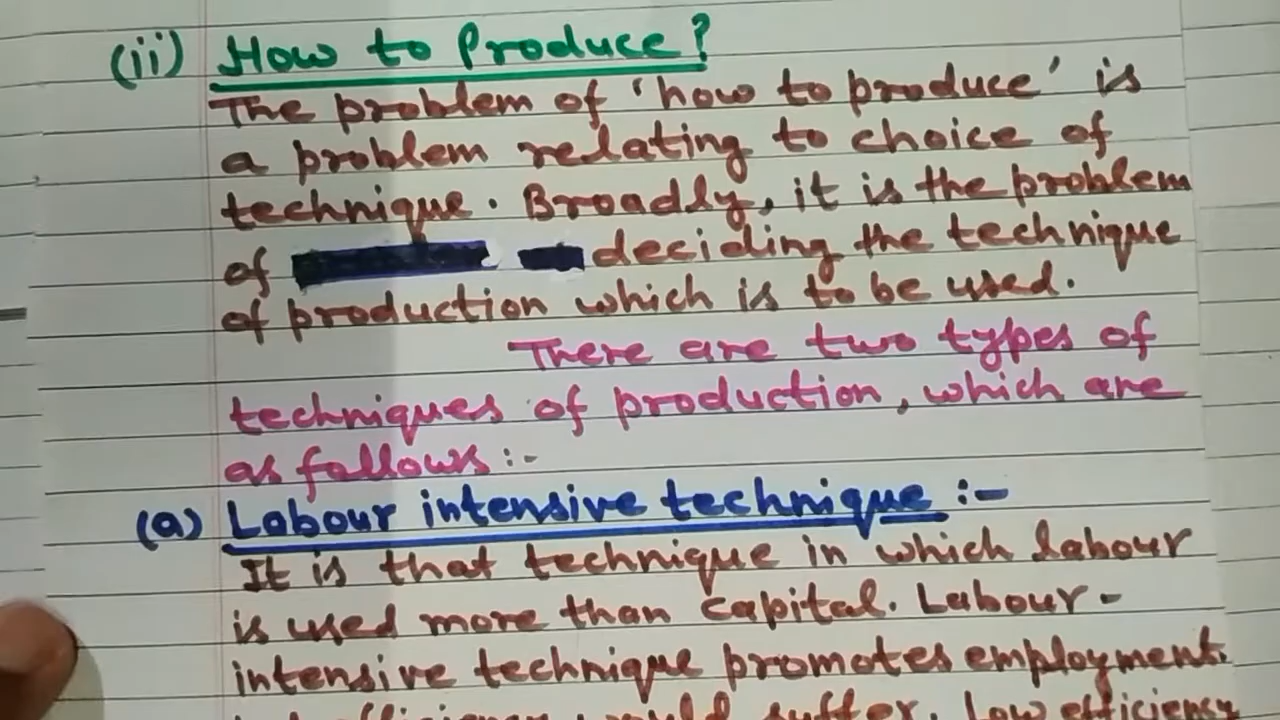 (ii) How to Produce?
The problem of 'how to produce' is
a problem relating to choice of
technique. Broadly, it is the problem
of deciding the technique
of production which is to be used.
There are two types of
techniques of production, which are
as follows :-
(a) Labour intensive technique :-
It is that technique in which labour
is used more than capital. Labour-
intensive technique promotes employment.
suffer. Low efficiency